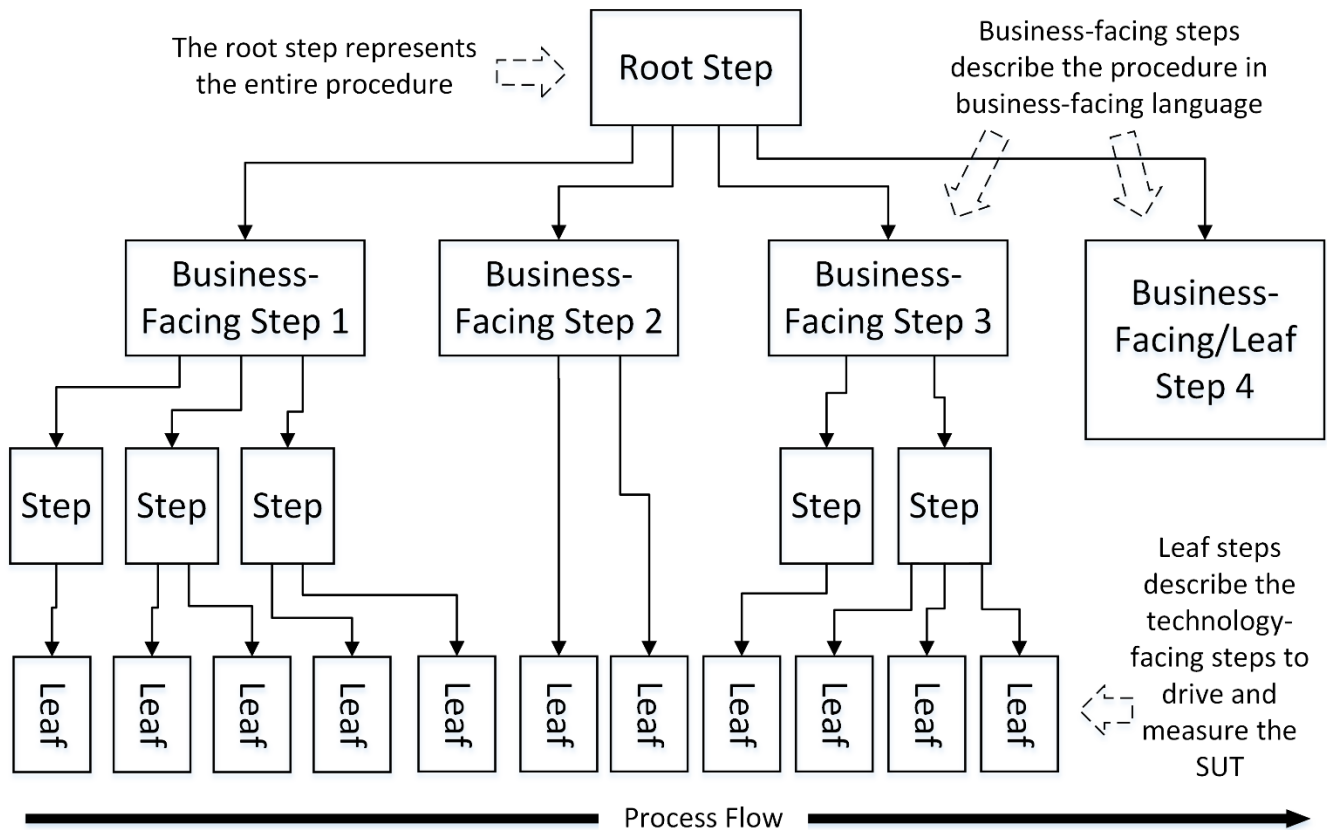 The root step represents
the entire procedure
Root Step
Business-facing steps
describe the procedure in
business-facing language
Business-
Facing Step 1
Business-
Facing Step 2
Business-
Facing Step 3
Business-
Facing/Leaf
Step 4
Step
Step
Step
Step
Step
Leaf steps
describe the
technology-
facing steps to
drive and
measure the
SUT
Leaf
Leaf
Leaf
Leaf
Leaf
Leaf
Leaf
Leaf
Leaf
Leaf
Leaf
Process Flow